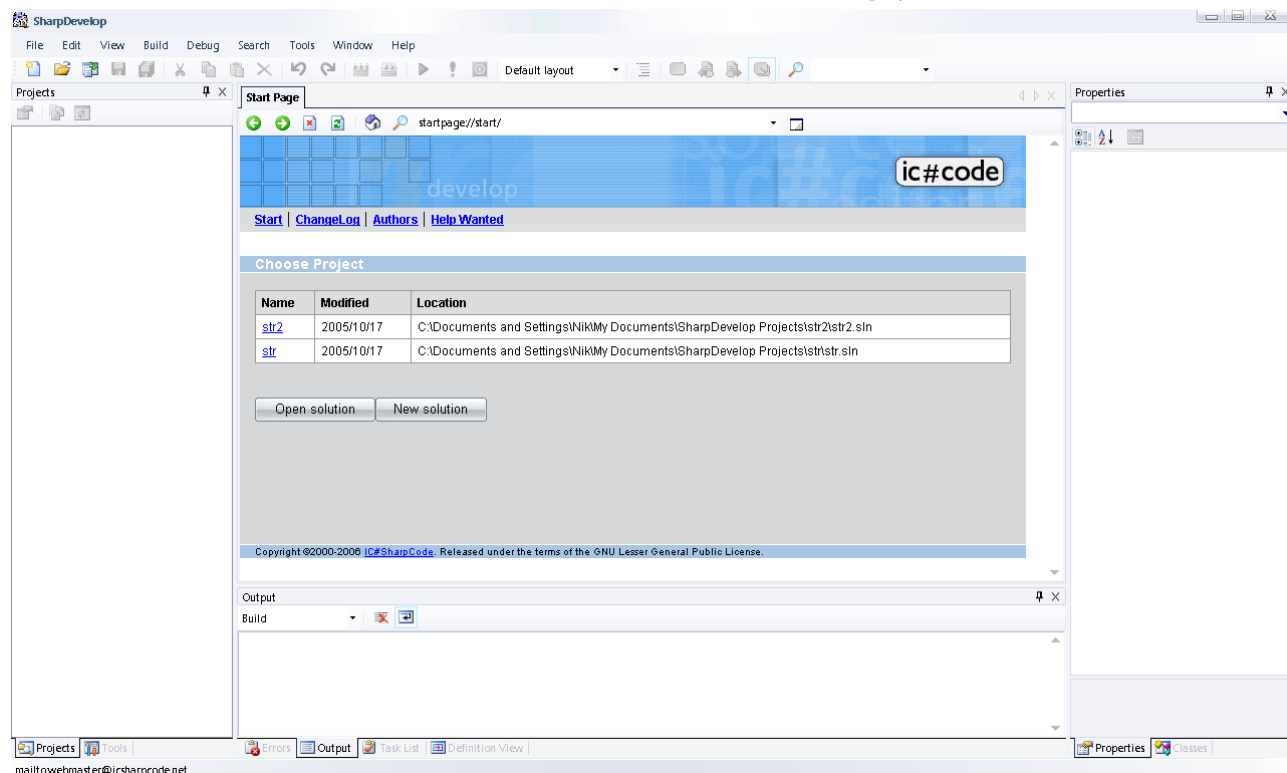 SharpDevelop
File Edit View Build Debug Search Tools Window Help
Default layout
Projects
Start Page
Properties
startpage://start/
develop
ic#code
Start | ChangeLog | Authors | Help Wanted
Choose Project
Name Modified Location
str2 2005/10/17 C:\Documents and Settings\Nik\My Documents\SharpDevelop Projects\str2\str2.sln
str 2005/10/17 C:\Documents and Settings\Nik\My Documents\SharpDevelop Projects\str\str.sln
Open solution New solution
Copyright ©2000-2006 IC#SharpCode. Released under the terms of the GNU Lesser General Public License.
Output
Build
Projects Tools Errors Output Task List Definition View Properties Classes
mailto:webmaster@icsharpcode.net